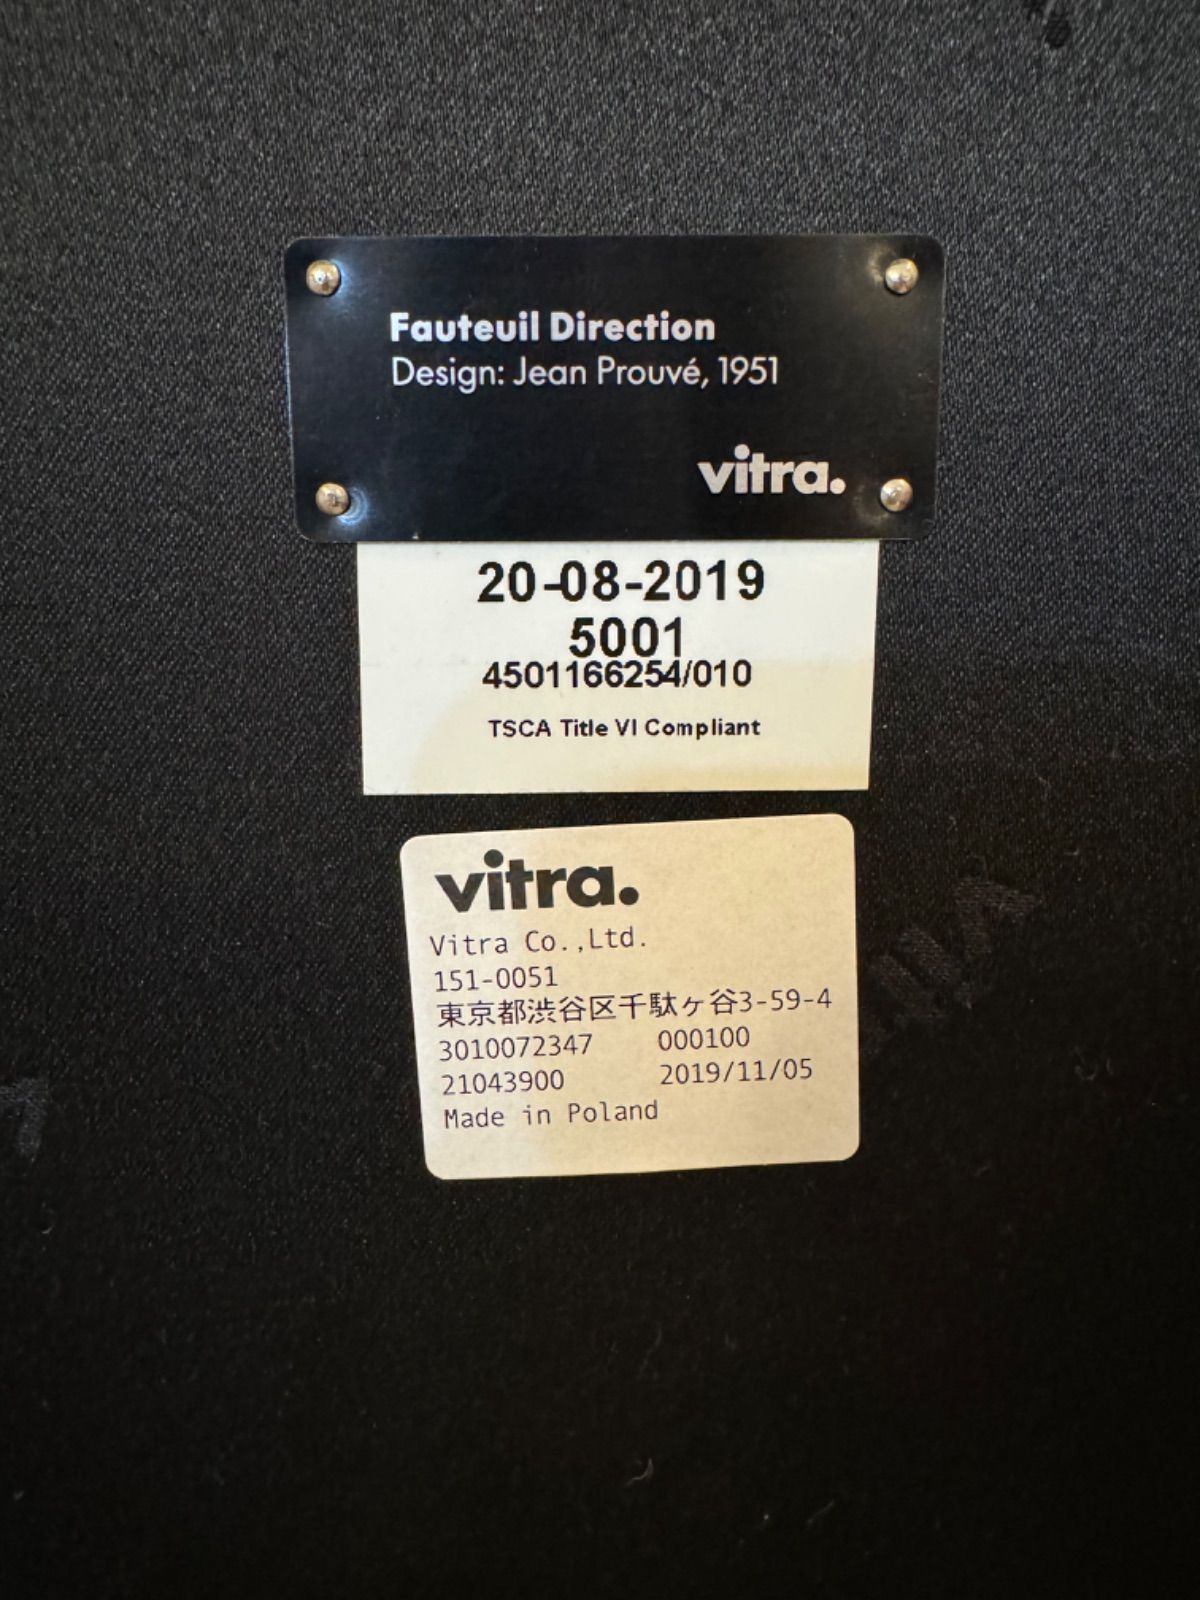 Fauteuil Direction
Design: Jean Prouvé, 1951
vitra.
20-08-2019
5001
4501166254/010
TSCA Title VI Compliant
vitra.
Vitra Co.,Ltd.
151-0051
東京都渋谷区千駄ヶ谷3-59-4
3010072347 000100
21043900 2019/11/05
Made in Poland